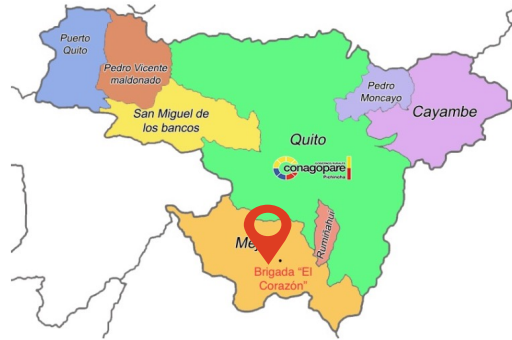 Puerto
Quito
Pedro Vicente
maldonado
San Miguel de
los bancos
Pedro
Moncayo
Cayambe
Quito
conagopare
Pichincha
Rumiñahui
Brigada “El
Corazón”